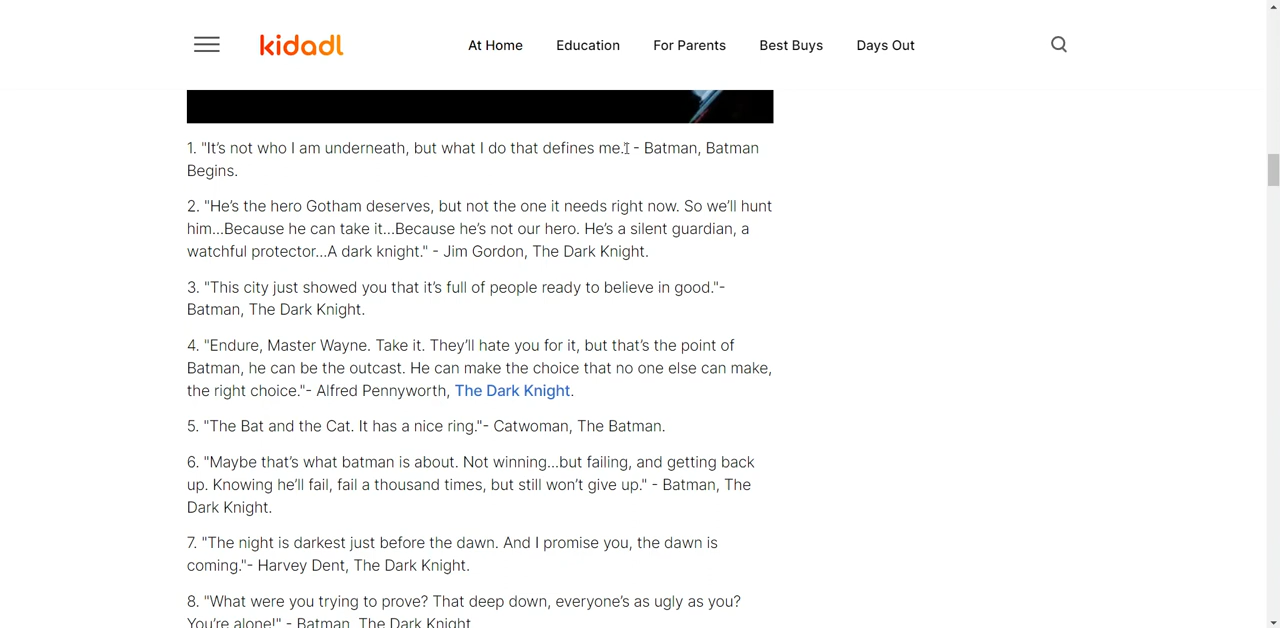 kidadl
At Home Education For Parents Best Buys Days Out
1. "It’s not who I am underneath, but what I do that defines me." - Batman, Batman
Begins.
2. "He’s the hero Gotham deserves, but not the one it needs right now. So we’ll hunt
him...Because he can take it...Because he’s not our hero. He’s a silent guardian, a
watchful protector...A dark knight." - Jim Gordon, The Dark Knight.
3. "This city just showed you that it’s full of people ready to believe in good."-
Batman, The Dark Knight.
4. "Endure, Master Wayne. Take it. They’ll hate you for it, but that’s the point of
Batman, he can be the outcast. He can make the choice that no one else can make,
the right choice."- Alfred Pennyworth, The Dark Knight.
5. "The Bat and the Cat. It has a nice ring."- Catwoman, The Batman.
6. "Maybe that’s what batman is about. Not winning...but failing, and getting back
up. Knowing he’ll fail, fail a thousand times, but still won’t give up." - Batman, The
Dark Knight.
7. "The night is darkest just before the dawn. And I promise you, the dawn is
coming."- Harvey Dent, The Dark Knight.
8. "What were you trying to prove? That deep down, everyone’s as ugly as you?
You’re alone!" - Batman, The Dark Knight